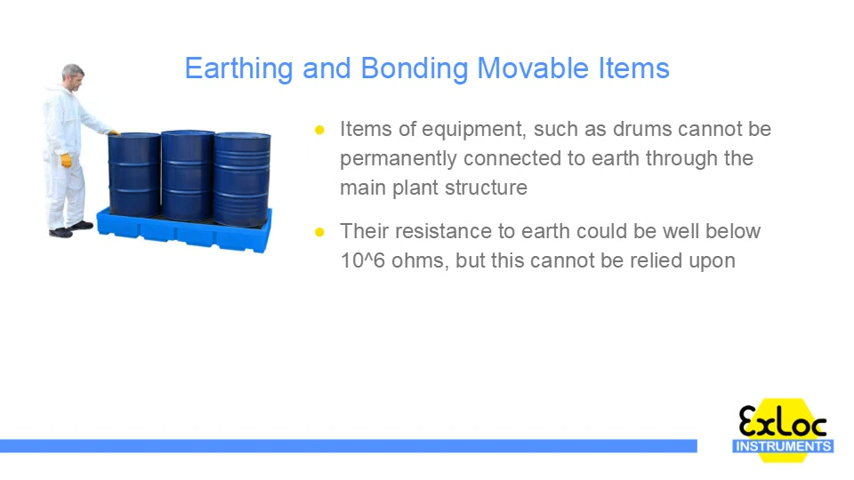 Earthing and Bonding Movable Items
● Items of equipment, such as drums cannot be
permanently connected to earth through the
main plant structure
● Their resistance to earth could be well below
10^6 ohms, but this cannot be relied upon
ExLoc
INSTRUMENTS